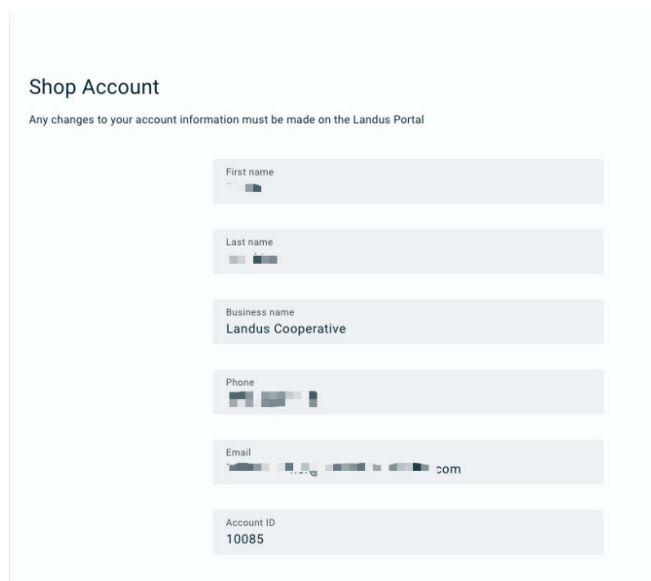 Shop Account
Any changes to your account information must be made on the Landus Portal
First name
Last name
Business name
Landus Cooperative
Phone
Email
com
Account ID
10085